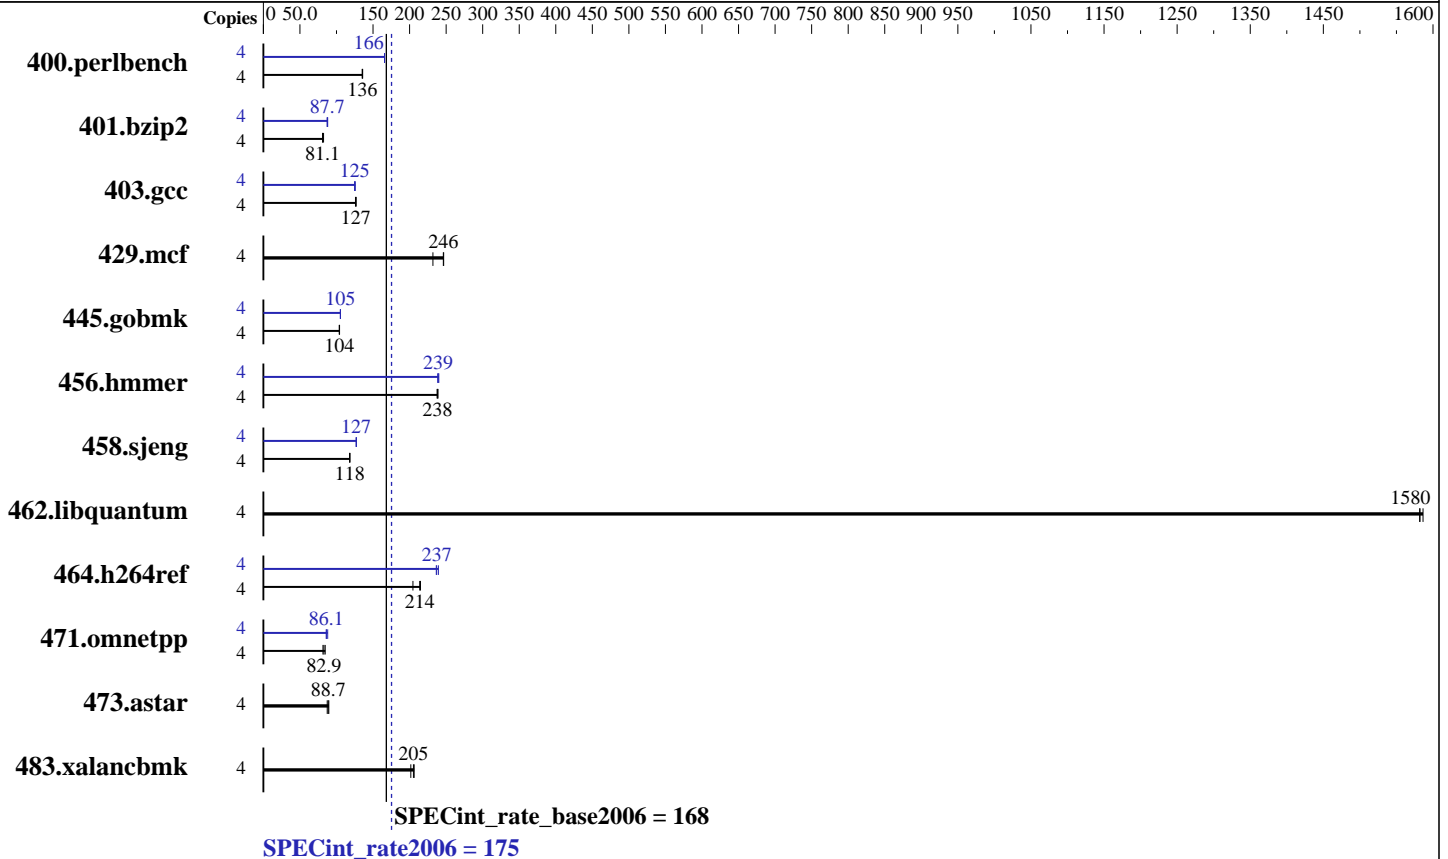 Copies 0 50.0 150 200 250 300 350 400 450 500 550 600 650 700 750 800 850 900 950 1050 1150 1250 1350 1450 1600
400.perlbench 4 166
4 136
401.bzip2 4 87.7
4 81.1
403.gcc 4 125
4 127
429.mcf 4 246
445.gobmk 4 105
4 104
456.hmmer 4 239
4 238
458.sjeng 4 127
4 118
462.libquantum 4 1580
464.h264ref 4 237
4 214
471.omnetpp 4 86.1
4 82.9
473.astar 4 88.7
483.xalancbmk 4 205
SPECint_rate_base2006 = 168
SPECint_rate2006 = 175